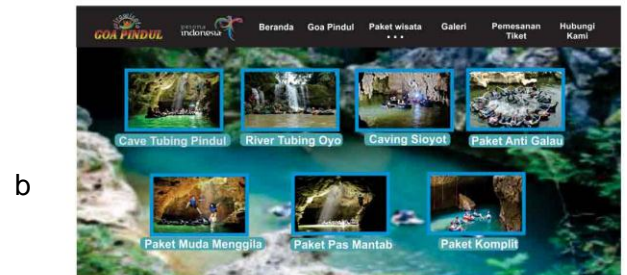 GOA PINDUL
pesona
indonesia
Beranda
Goa Pindul
Paket wisata
...
Galeri
Pemesanan
Tiket
Hubungi
Kami
Cave Tubing Pindul
River Tubing Oyo
Caving Sioyot
Paket Anti Galau
b
Paket Muda Menggila
Paket Pas Mantab
Paket Komplit